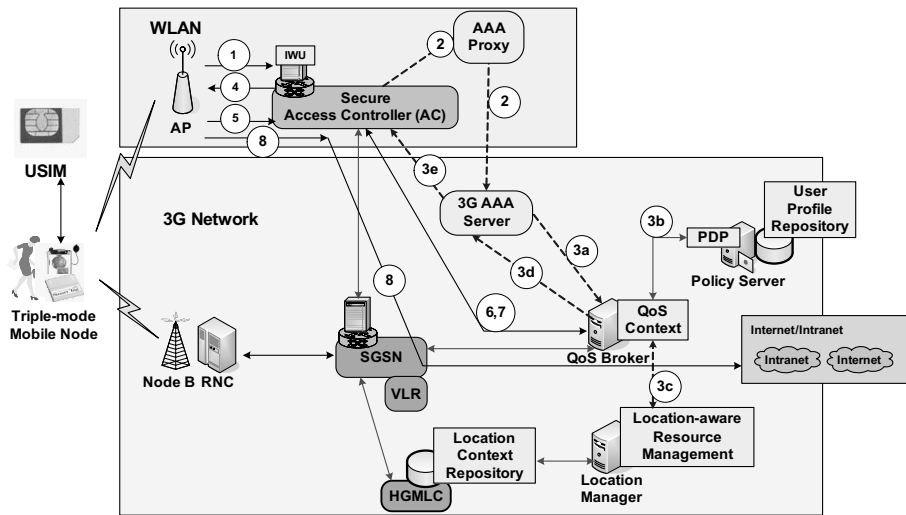 WLAN
AAA
Proxy
2
1
IWU
4
2
Secure
Access Controller (AC)
5
AP
8
3e
USIM
3G AAA
Server
User
Profile
Repository
3G Network
3b
PDP
3a
3d
Policy Server
8
6,7
QoS
Context
Triple-mode
Mobile Node
Internet/Intranet
Intranet
Internet
SGSN
QoS Broker
Node B RNC
VLR
3c
Location-aware
Resource
Management
Location
Context
Repository
Location
Manager
HGMLC